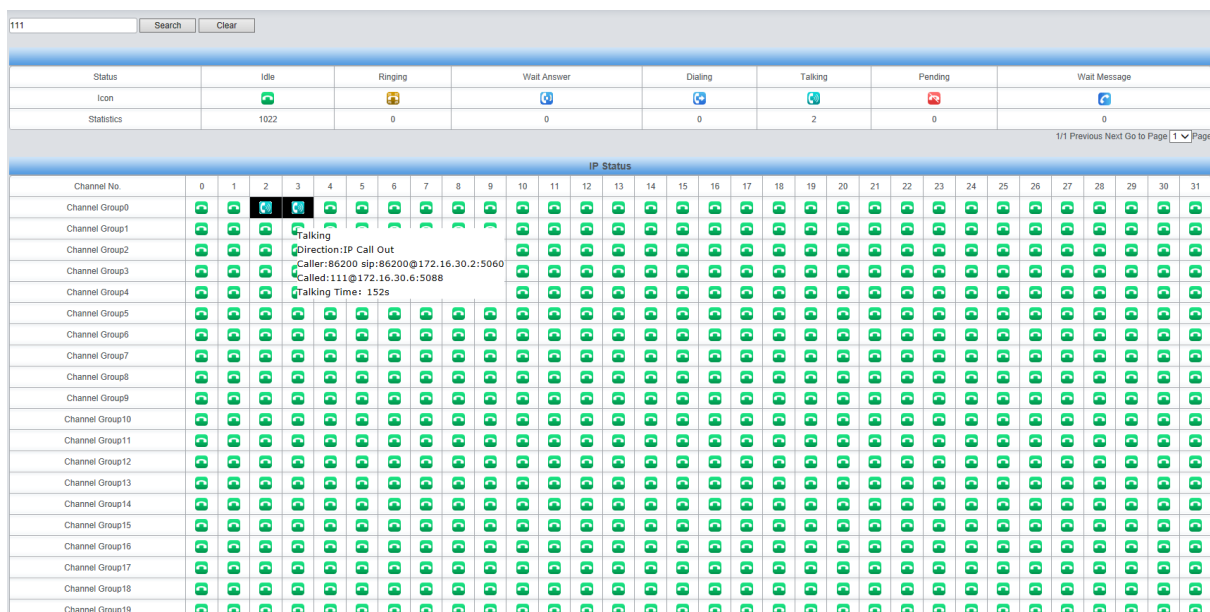 111 Search Clear
Status Idle Ringing Wait Answer Dialing Talking Pending Wait Message
Icon
Statistics 1022 0 0 0 2 0 0
1/1 Previous Next Go to Page 1 Page
IP Status
Channel No. 0 1 2 3 4 5 6 7 8 9 10 11 12 13 14 15 16 17 18 19 20 21 22 23 24 25 26 27 28 29 30 31
Channel Group0
Channel Group1
Talking
Channel Group2
Direction:IP Call Out
Caller:86200 sip:86200@172.16.30.2:5060
Channel Group3
Called:111@172.16.30.6:5088
Channel Group4
Talking Time: 152s
Channel Group5
Channel Group6
Channel Group7
Channel Group8
Channel Group9
Channel Group10
Channel Group11
Channel Group12
Channel Group13
Channel Group14
Channel Group15
Channel Group16
Channel Group17
Channel Group18
Channel Group19